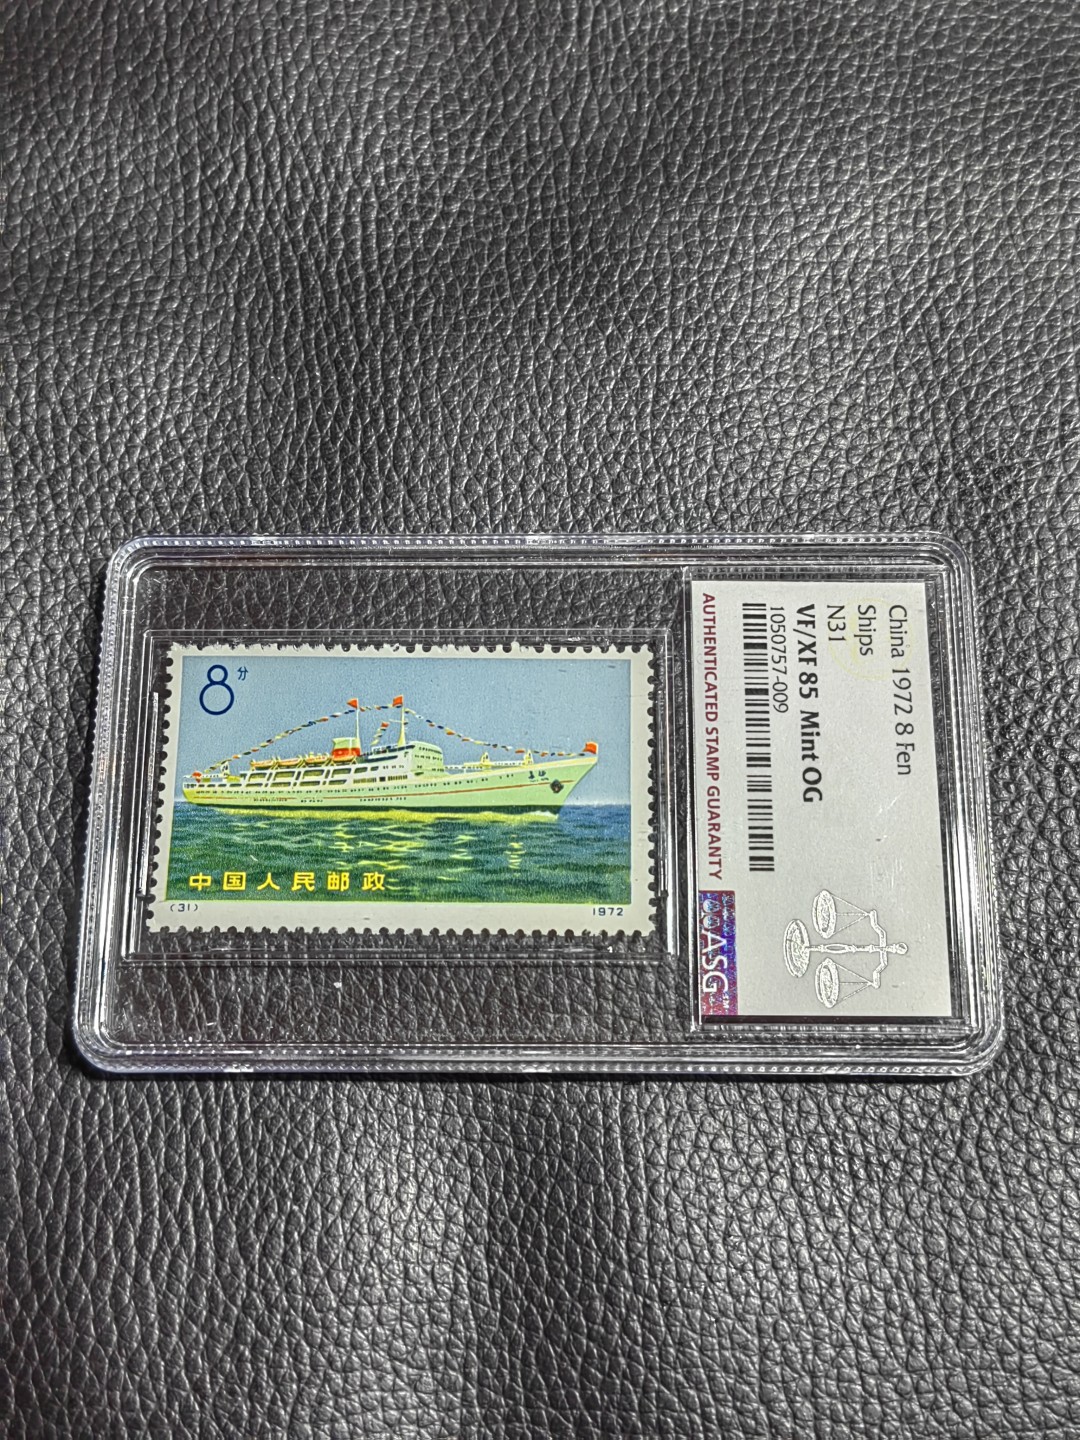 8分
中国人民邮政
(31)
1972
China 1972 8 Fen
Ships
N31
VF/XF 85 Mint OG
1050757-009
AUTHENTICATED STAMP GUARANTY
ASG